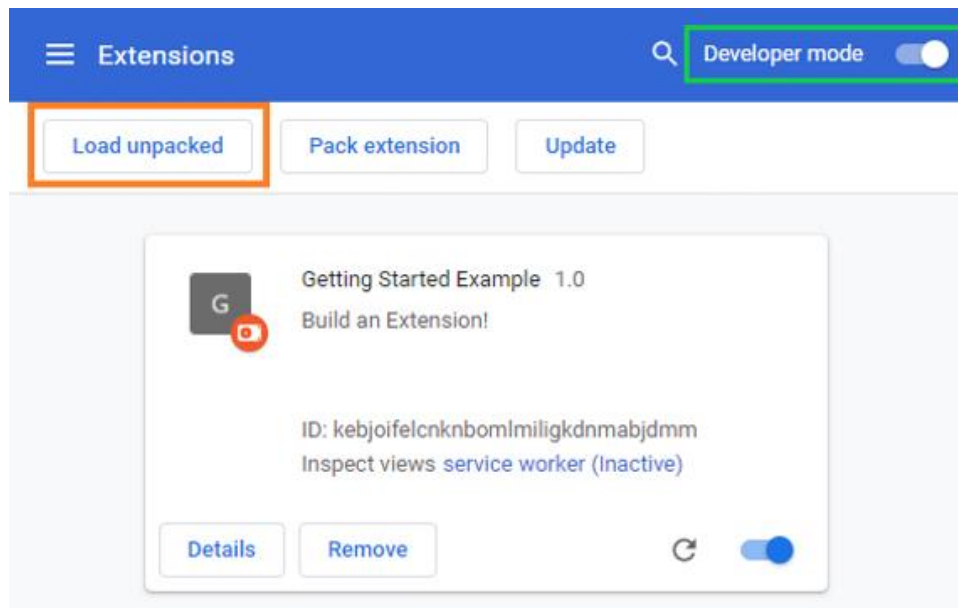 Extensions
Developer mode
Load unpacked
Pack extension
Update
G
Getting Started Example 1.0
Build an Extension!
ID: kebjoifelcnknbomlmiligkdnmabjdmm
Inspect views service worker (Inactive)
Details
Remove